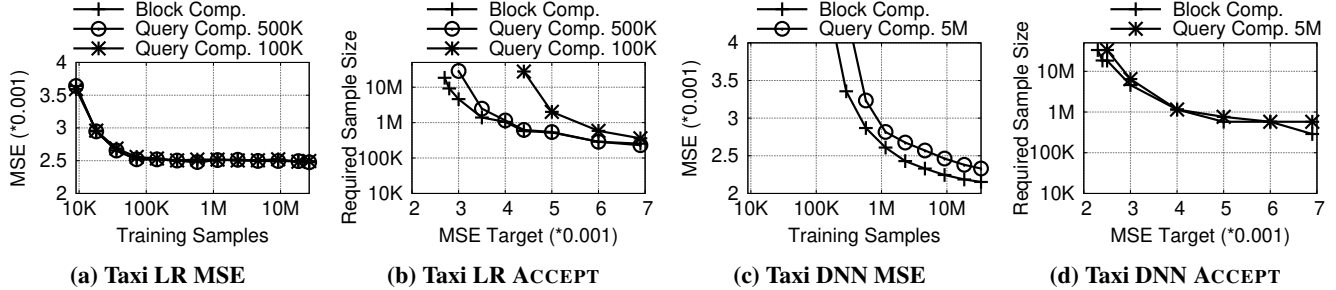 Block Comp.
Query Comp. 500K
Query Comp. 100K
MSE (*0.001)
4
3.5
3
2.5
2
10K
100K
1M
10M
Training Samples
(a) Taxi LR MSE
Block Comp.
Query Comp. 500K
Query Comp. 100K
Required Sample Size
10M
1M
100K
10K
2
3
4
5
6
7
MSE Target (*0.001)
(b) Taxi LR ACCEPT
Block Comp.
Query Comp. 5M
MSE (*0.001)
4
3.5
3
2.5
2
10K
100K
1M
10M
Training Samples
(c) Taxi DNN MSE
Block Comp.
Query Comp. 5M
Required Sample Size
10M
1M
100K
10K
2
3
4
5
6
7
MSE Target (*0.001)
(d) Taxi DNN ACCEPT